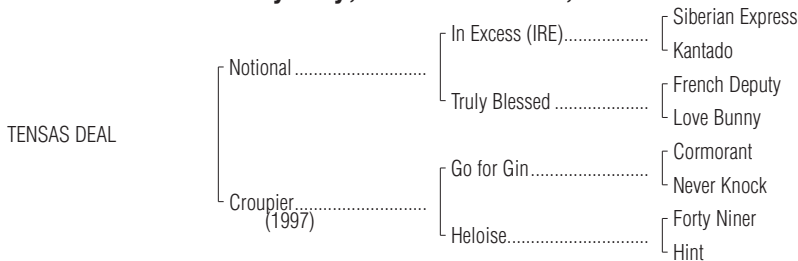 Siberian Express
In Excess (IRE)..................
Kantado
Notional ............................
French Deputy
Truly Blessed ....................
Love Bunny
TENSAS DEAL
Cormorant
Go for Gin.........................
Never Knock
Croupier............................
(1997)
Forty Niner
Heloise..............................
Hint